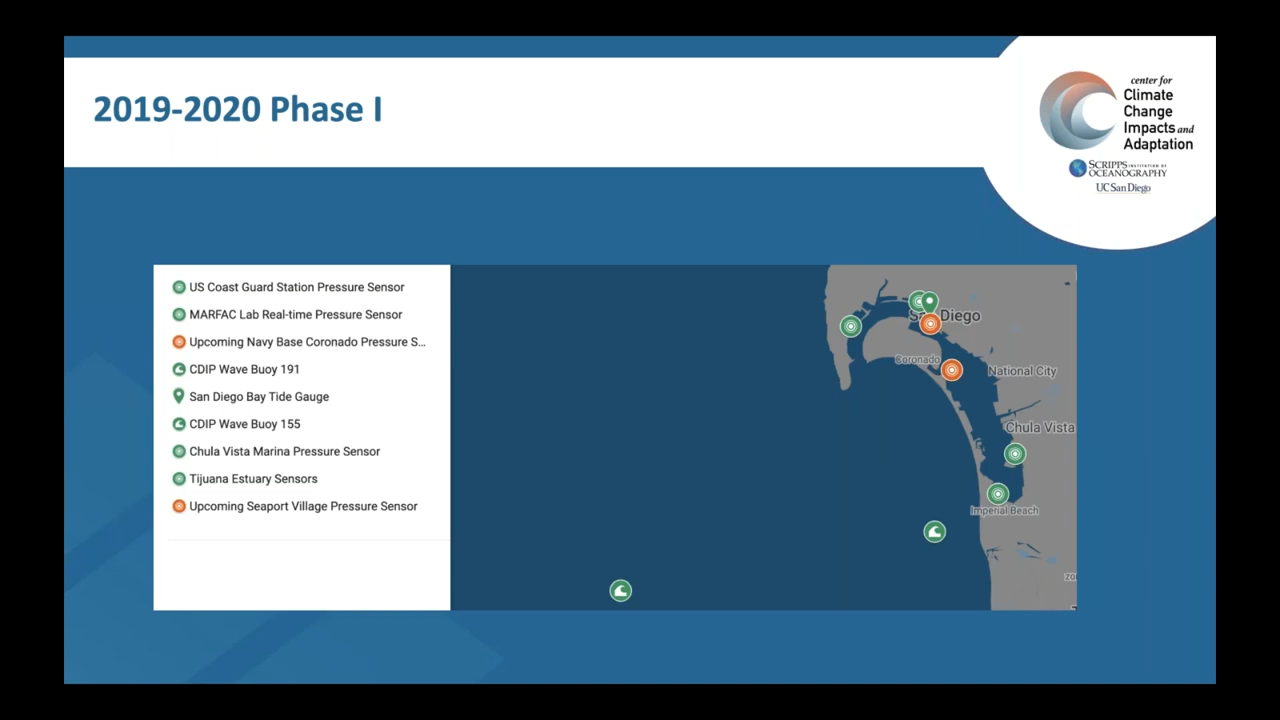 2019-2020 Phase I
center for
Climate
Change
Impacts and
Adaptation
SCRIPPS INSTITUTION OF
OCEANOGRAPHY
UC San Diego
US Coast Guard Station Pressure Sensor
MARFAC Lab Real-time Pressure Sensor
Upcoming Navy Base Coronado Pressure S...
CDIP Wave Buoy 191
San Diego Bay Tide Gauge
CDIP Wave Buoy 155
Chula Vista Marina Pressure Sensor
Tijuana Estuary Sensors
Upcoming Seaport Village Pressure Sensor
San Diego
Coronado
National City
Chula Vista
Imperial Beach